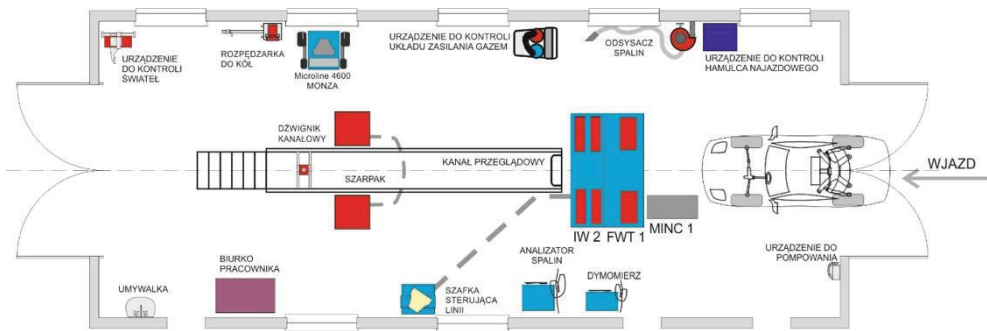 URZĄDZENIE
DO KONTROLI
ŚWIATEŁ
ROZPĘDZARKA
DO KÓŁ
Microline 4600
MONZA
URZĄDZENIE DO KONTROLI
UKŁADU ZASILANIA GAZEM
ODSYSACZ
SPALIN
URZĄDZENIE DO KONTROLI
HAMULCA NAJAZDOWEGO
DŹWIGNIK
KANAŁOWY
KANAŁ PRZEGLĄDOWY
SZARPAK
WJAZD
IW 2
FWT 1
MINC 1
BIURKO
PRACOWNIKA
UMYWALKA
SZAFKA
STERUJĄCA
LINII
ANALIZATOR
SPALIN
DYMOMIERZ
URZĄDZENIE DO
POMPOWANIA